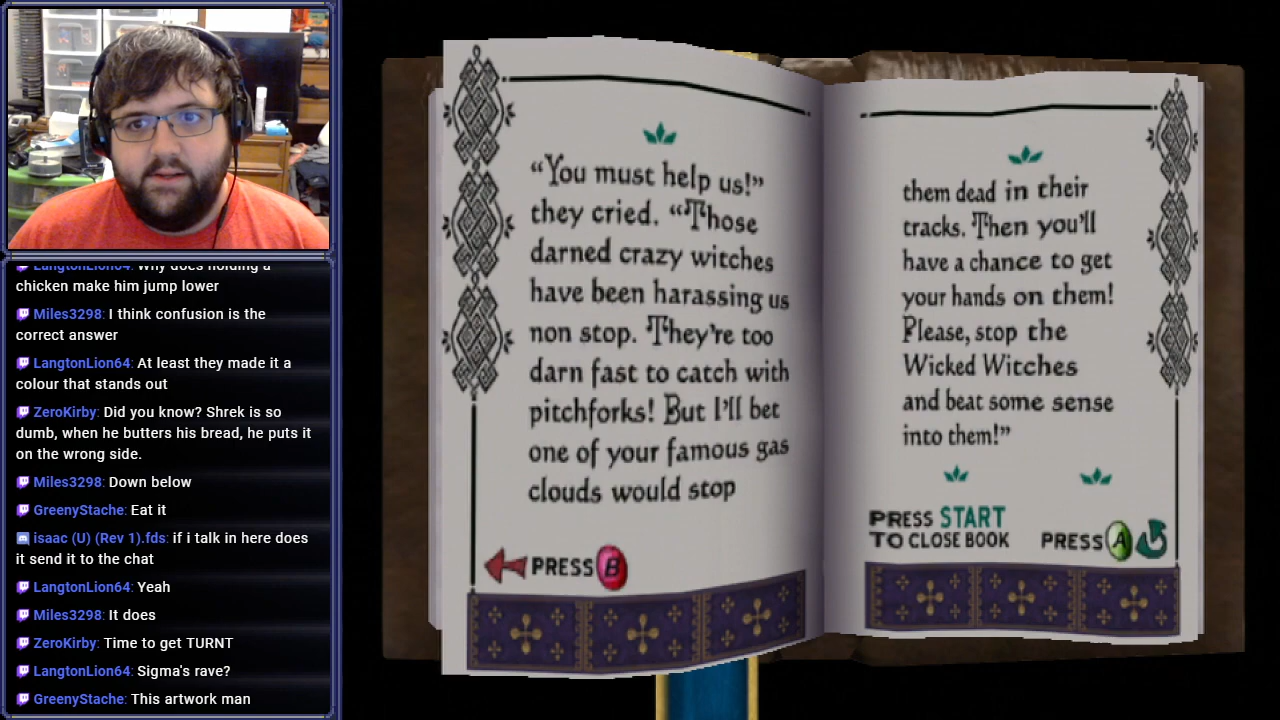 LangtonLion64: Why does holding a
chicken make him jump lower
Miles3298: I think confusion is the
correct answer
LangtonLion64: At least they made it a
colour that stands out
ZeroKirby: Did you know? Shrek is so
dumb, when he butters his bread, he puts it
on the wrong side.
Miles3298: Down below
GreenyStache: Eat it
isaac (U) (Rev 1).fds: if i talk in here does
it send it to the chat
LangtonLion64: Yeah
Miles3298: It does
ZeroKirby: Time to get TURNT
LangtonLion64: Sigma's rave?
GreenyStache: This artwork man
“You must help us!”
they cried. “Those
darned crazy witches
have been harassing us
non stop. They’re too
darn fast to catch with
pitchforks! But I’ll bet
one of your famous gas
clouds would stop
PRESS B
them dead in their
tracks. Then you’ll
have a chance to get
your hands on them!
Please, stop the
Wicked Witches
and beat some sense
into them!”
PRESS START
TO CLOSE BOOK
PRESS A